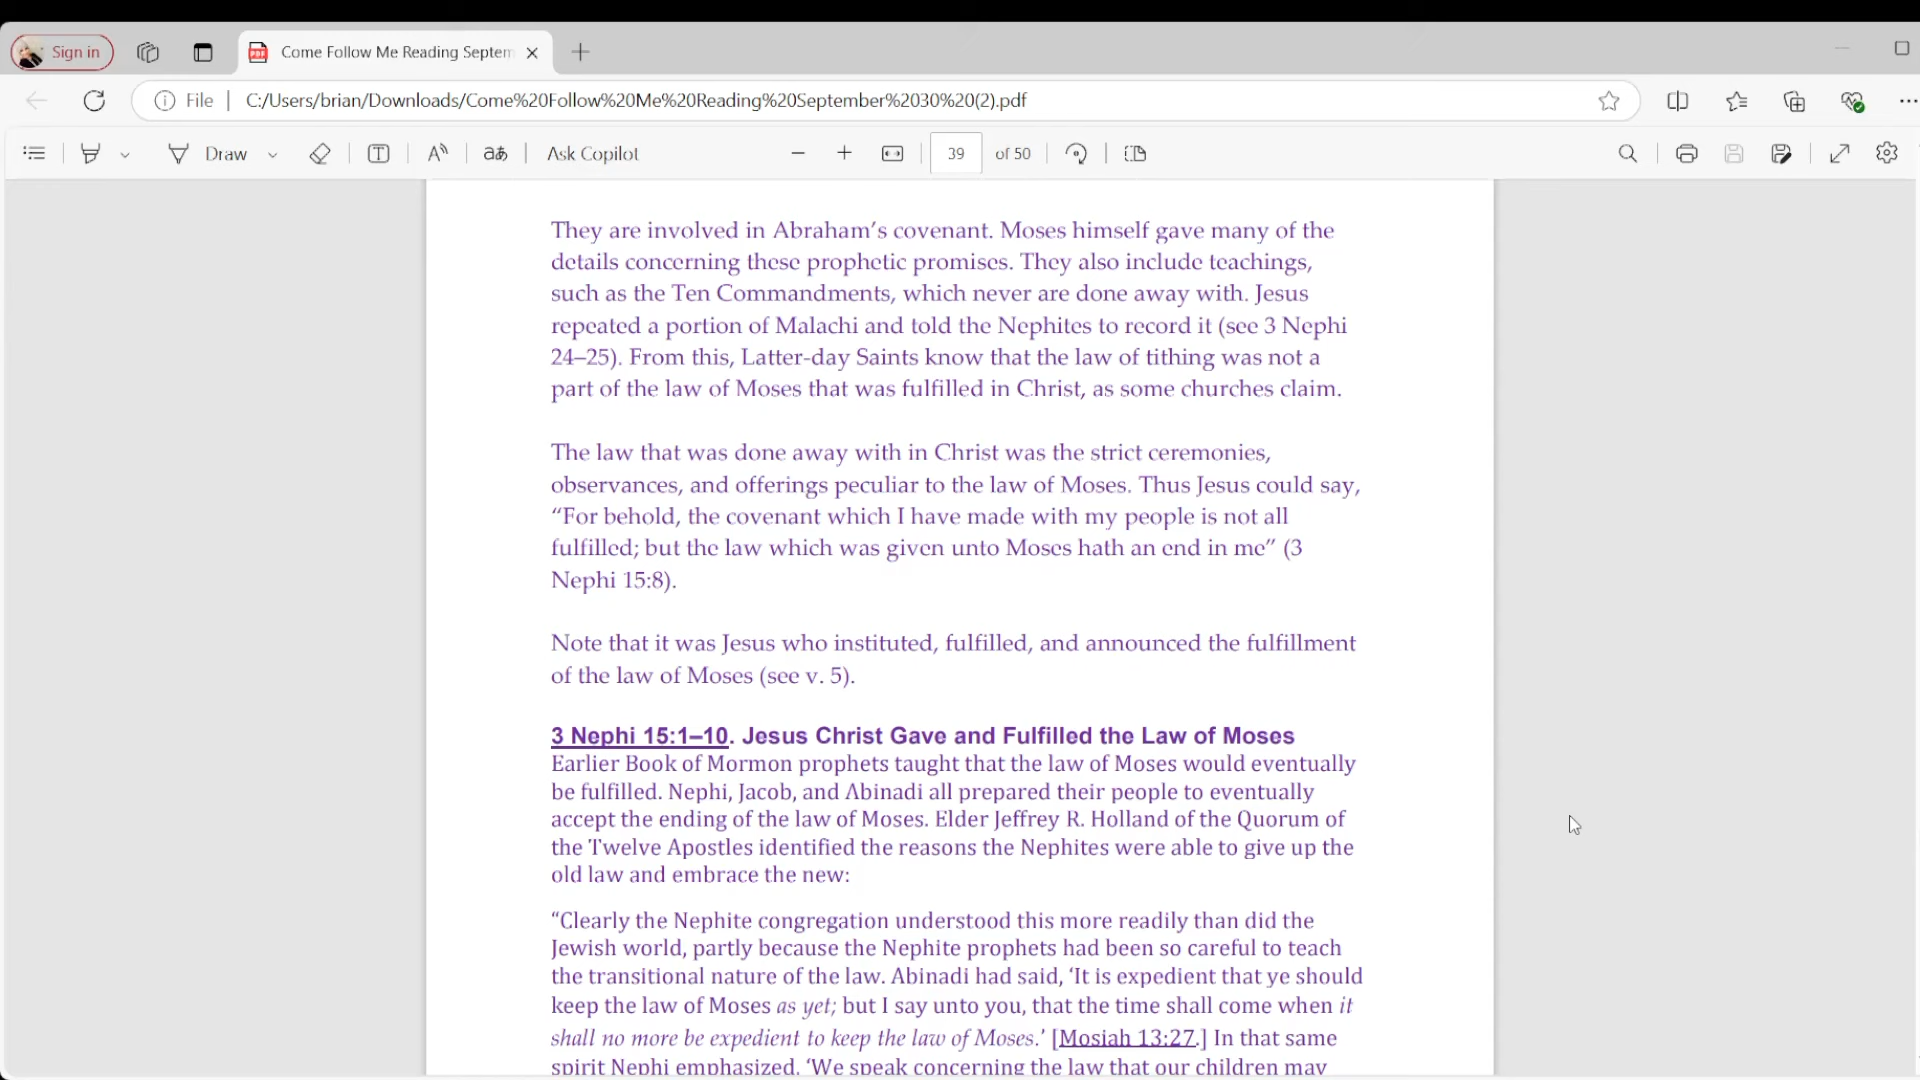 Sign in
Come Follow Me Reading Septem
File
C:/Users/brian/Downloads/Come%20Follow%20Me%20Reading%20September%2030%20(2).pdf
Draw
A
aあ
Ask Copilot
39
of 50
They are involved in Abraham's covenant. Moses himself gave many of the
details concerning these prophetic promises. They also include teachings,
such as the Ten Commandments, which never are done away with. Jesus
repeated a portion of Malachi and told the Nephites to record it (see 3 Nephi
24–25). From this, Latter-day Saints know that the law of tithing was not a
part of the law of Moses that was fulfilled in Christ, as some churches claim.
The law that was done away with in Christ was the strict ceremonies,
observances, and offerings peculiar to the law of Moses. Thus Jesus could say,
“For behold, the covenant which I have made with my people is not all
fulfilled; but the law which was given unto Moses hath an end in me” (3
Nephi 15:8).
Note that it was Jesus who instituted, fulfilled, and announced the fulfillment
of the law of Moses (see v. 5).
3 Nephi 15:1–10. Jesus Christ Gave and Fulfilled the Law of Moses
Earlier Book of Mormon prophets taught that the law of Moses would eventually
be fulfilled. Nephi, Jacob, and Abinadi all prepared their people to eventually
accept the ending of the law of Moses. Elder Jeffrey R. Holland of the Quorum of
the Twelve Apostles identified the reasons the Nephites were able to give up the
old law and embrace the new:
“Clearly the Nephite congregation understood this more readily than did the
Jewish world, partly because the Nephite prophets had been so careful to teach
the transitional nature of the law. Abinadi had said, ‘It is expedient that ye should
keep the law of Moses as yet; but I say unto you, that the time shall come when it
shall no more be expedient to keep the law of Moses.’ [Mosiah 13:27.] In that same
spirit Nephi emphasized, ‘We speak concerning the law that our children may